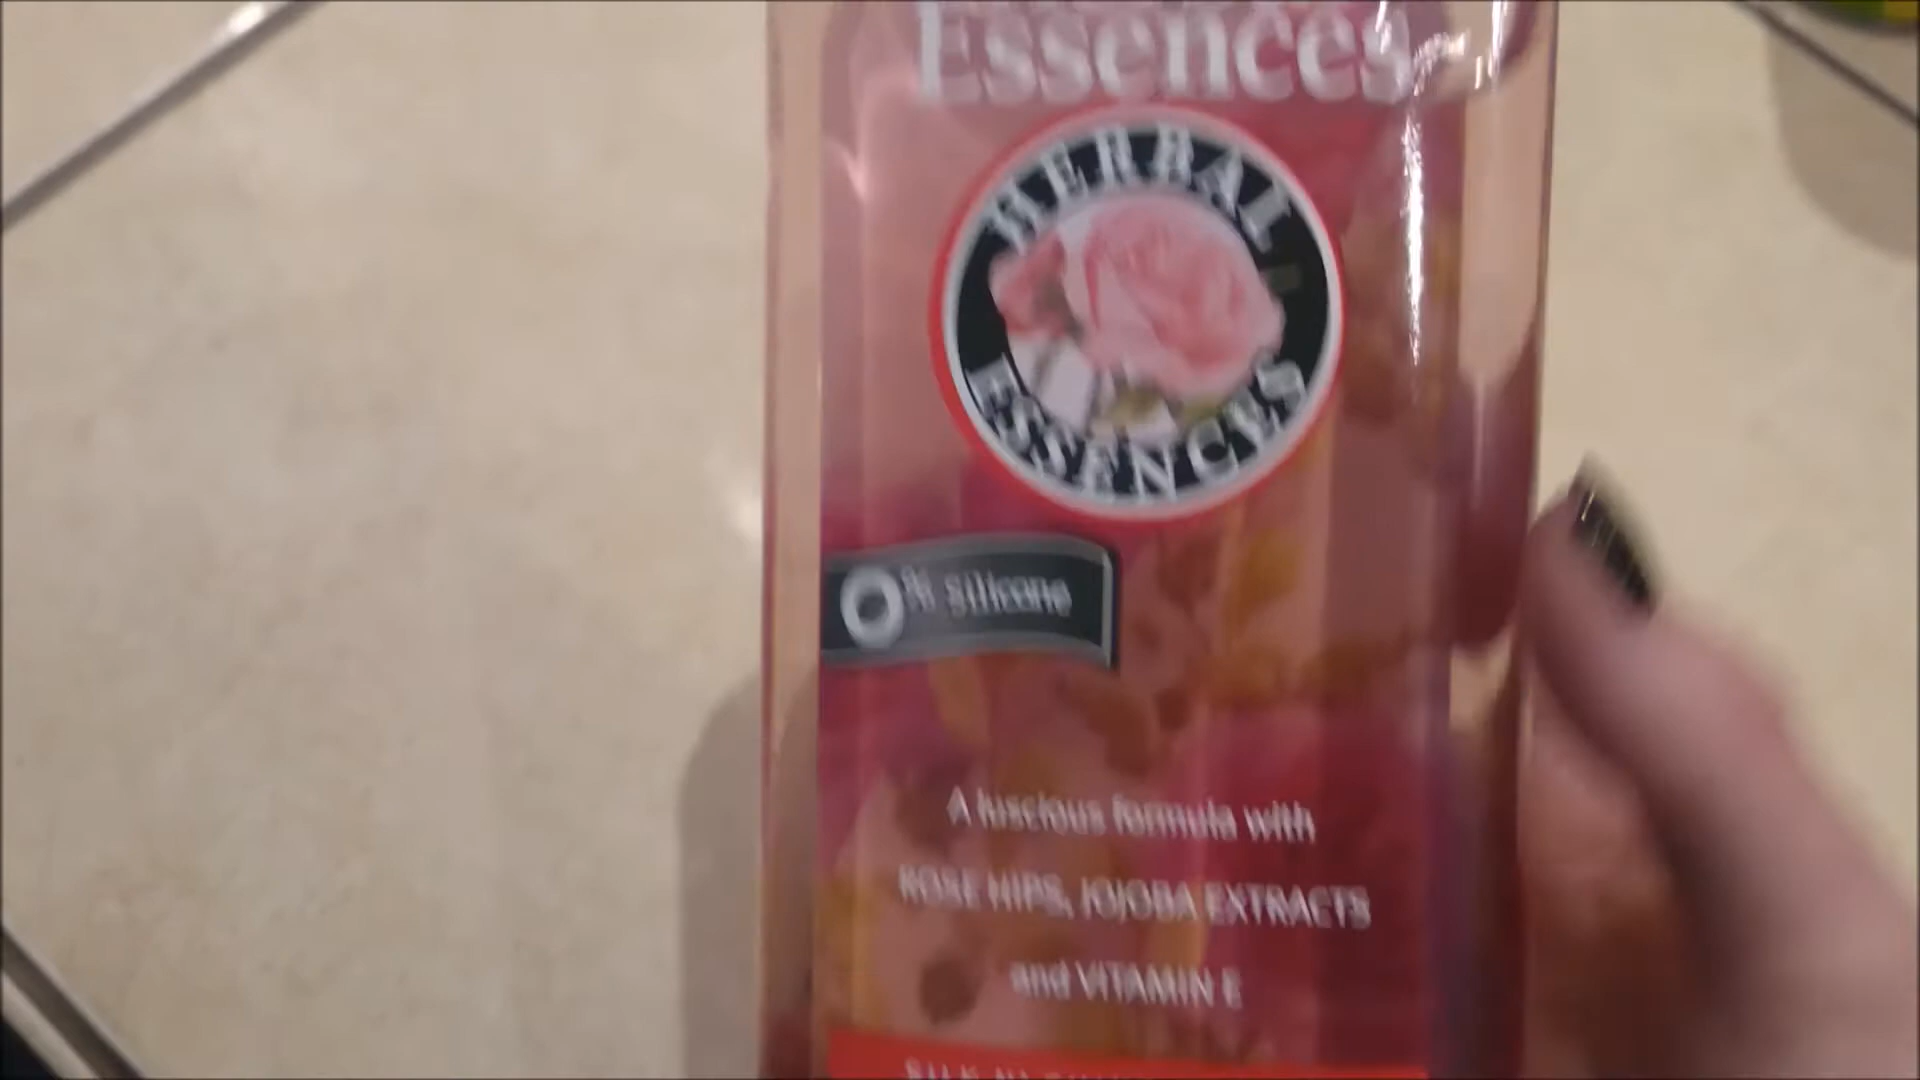 Essences
HERBAL
ESSENCES
0% silicone
A luscious formula with
ROSE HIPS, JOJOBA EXTRACTS
and VITAMIN E